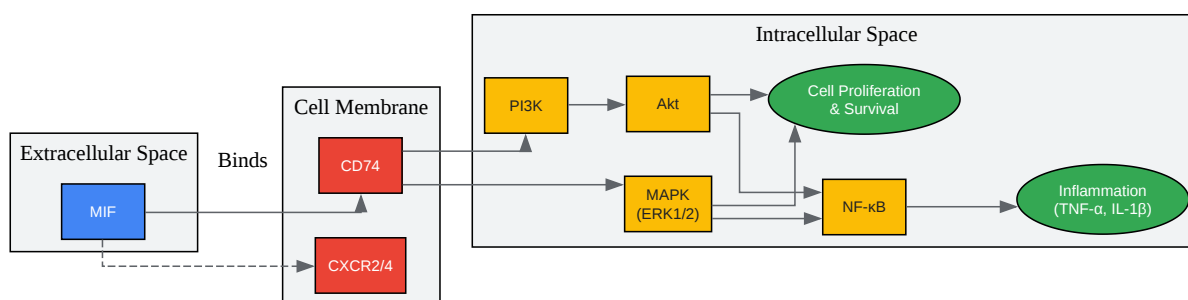 Extracellular Space
MIF
Binds
Cell Membrane
CD74
CXCR2/4
Intracellular Space
PI3K
Akt
Cell Proliferation
& Survival
MAPK
(ERK1/2)
NF-κB
Inflammation
(TNF-α, IL-1β)